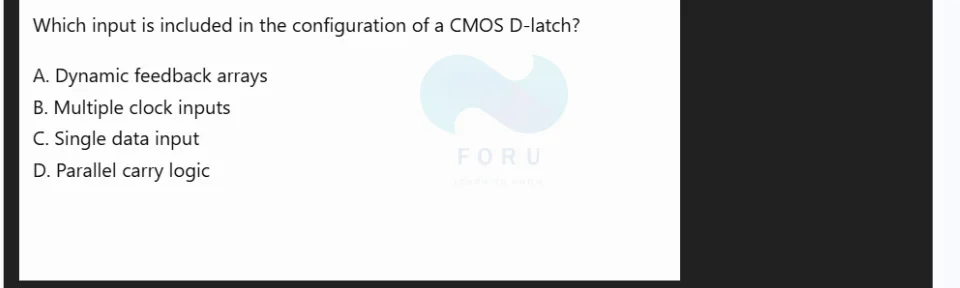 Which input is included in the configuration of a CMOS D-latch?
A. Dynamic feedback arrays
B. Multiple clock inputs
C. Single data input
D. Parallel carry logic
FORU